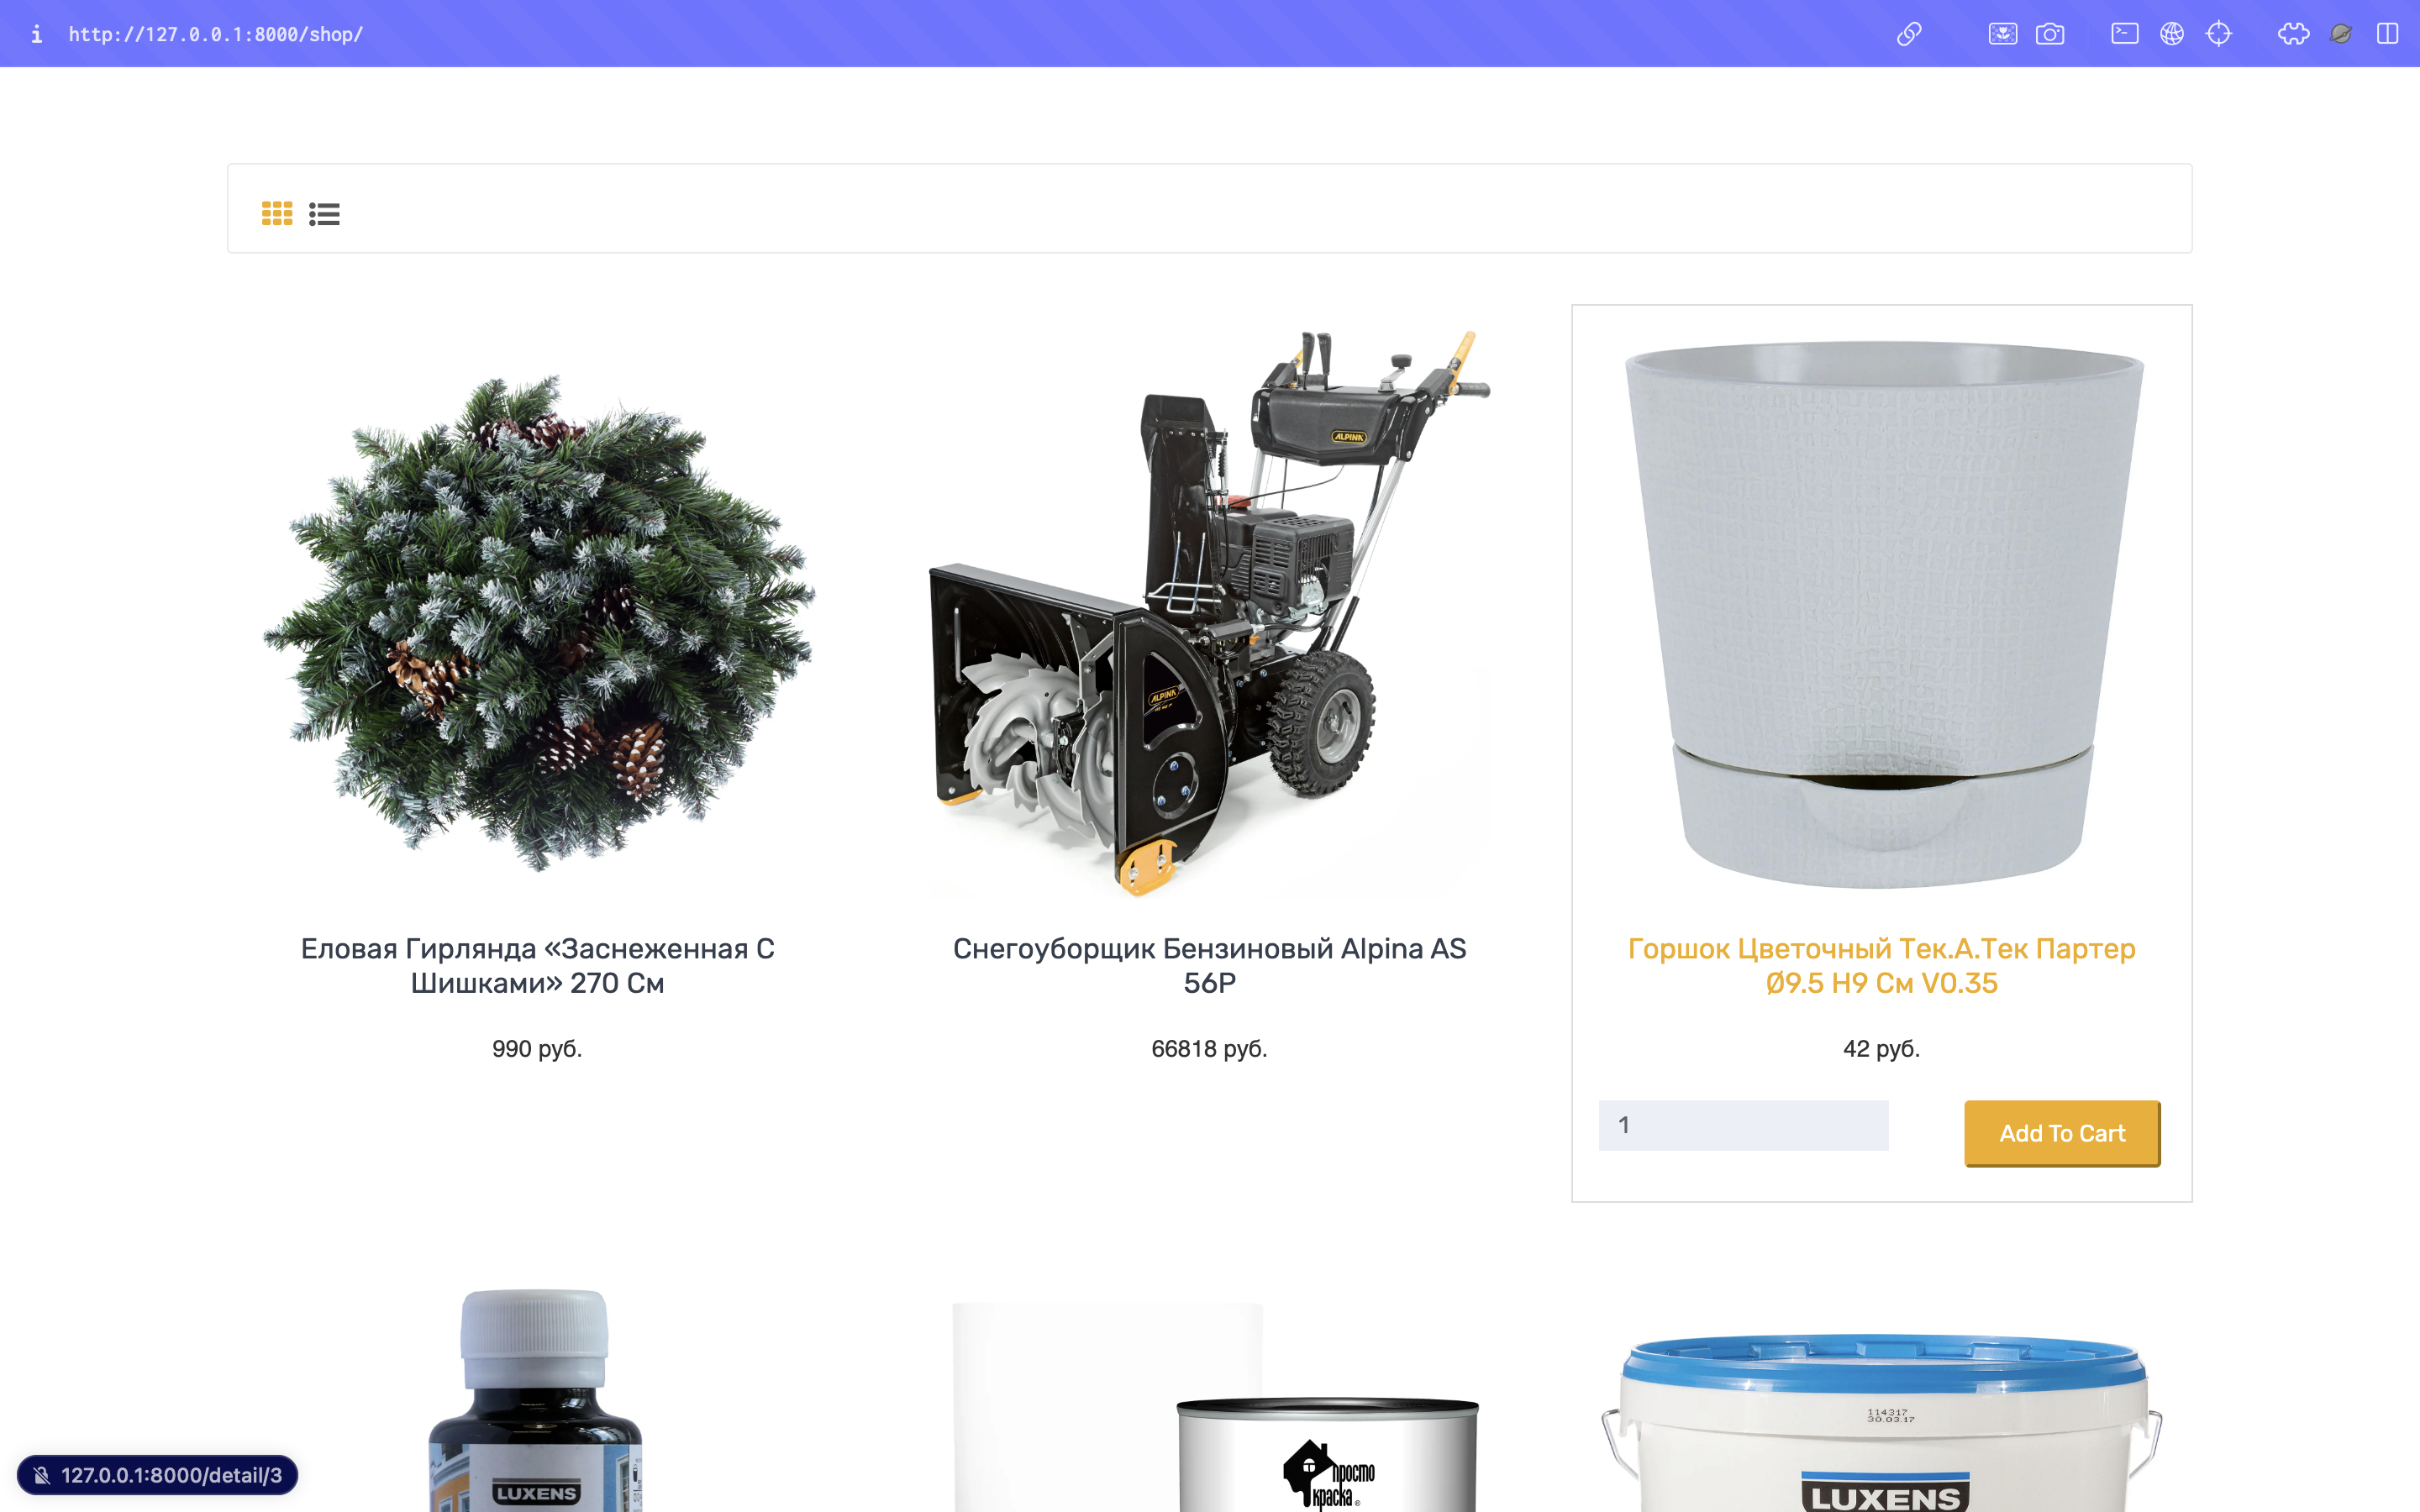 http://127.0.0.1:8000/shop/
ALPINA
ALPINA
Еловая Гирлянда «Заснеженная С
Шишками» 270 См
990 руб.
Снегоуборщик Бензиновый Alpina AS
56P
66818 руб.
Горшок Цветочный Тек.А.Тек Партер
Ø9.5 Н9 См V0.35
42 руб.
1
Add To Cart
LUXENS
просто
краска
114317
30.03.17
LUXENS
127.0.0.1:8000/detail/3